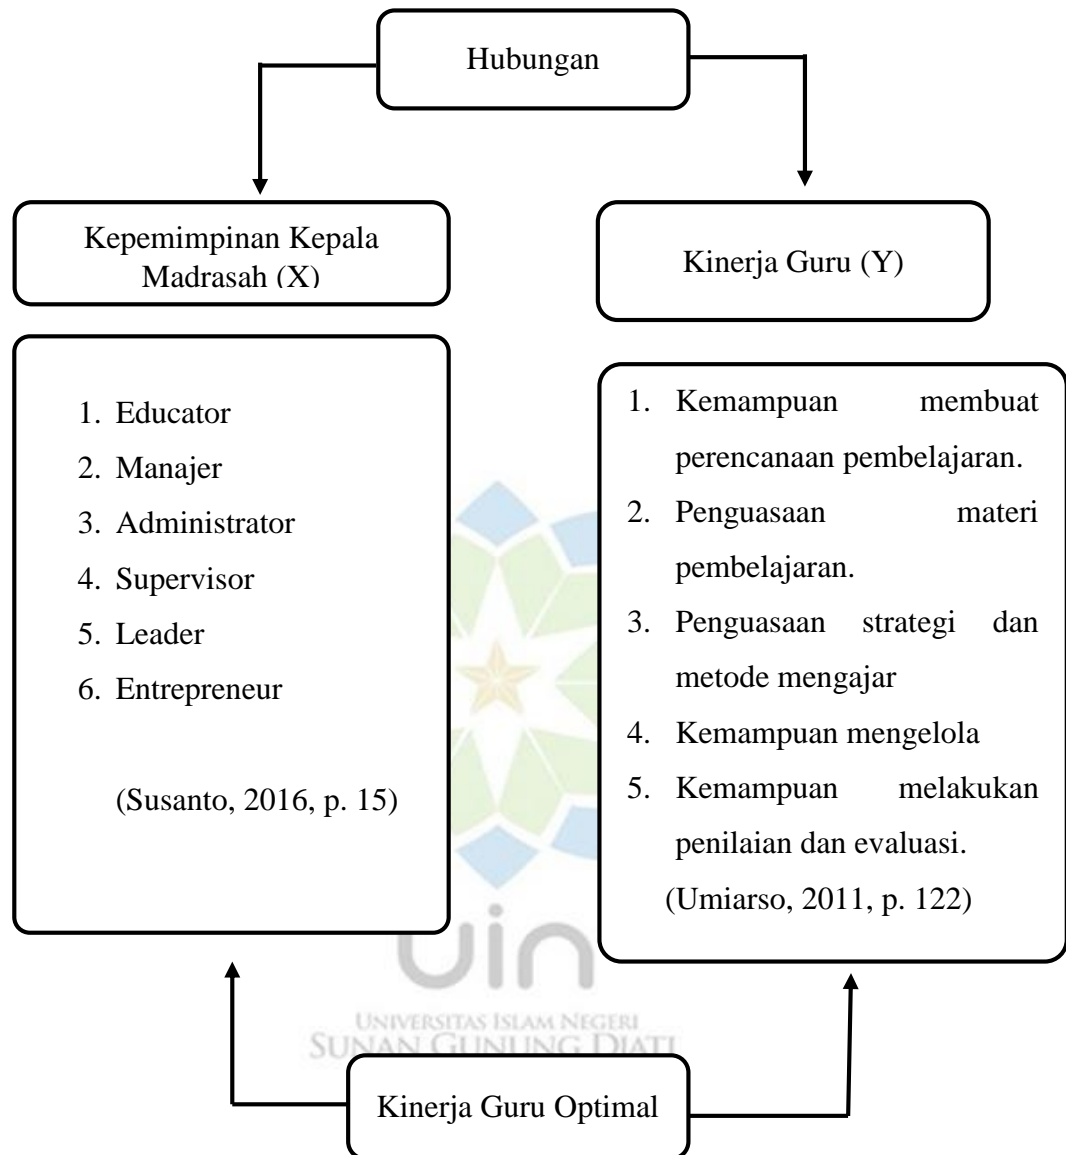 Hubungan
Kepemimpinan Kepala
Madrasah (X)
Kinerja Guru (Y)
1. Educator
2. Manajer
3. Administrator
4. Supervisor
5. Leader
6. Entrepreneur
(Susanto, 2016, p. 15)
1. Kemampuan membuat
perencanaan pembelajaran.
2. Penguasaan materi
pembelajaran.
3. Penguasaan strategi dan
metode mengajar
4. Kemampuan mengelola
5. Kemampuan melakukan
penilaian dan evaluasi.
(Umiarso, 2011, p. 122)
uin
UNIVERSITAS ISLAM NEGERI
SUNAN GUNUNG DJATI
Kinerja Guru Optimal